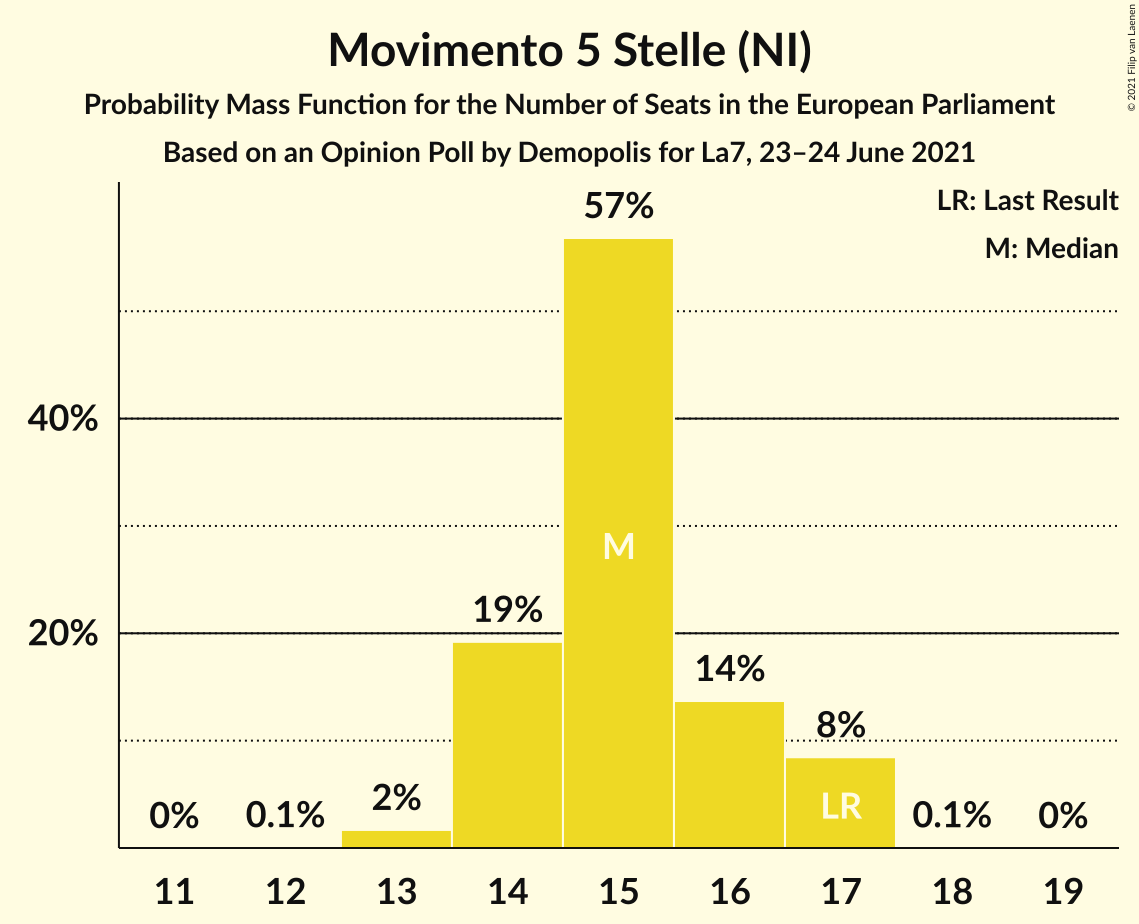 Movimento 5 Stelle (NI)
Probability Mass Function for the Number of Seats in the European Parliament
Based on an Opinion Poll by Demopolis for La7, 23–24 June 2021
© 2021 Filip van Laenen
LR: Last Result
M: Median
57%
40%
M
19%
20%
14%
8%
2%
LR
0%
0.1%
0.1%
0%
11 12 13 14 15 16 17 18 19